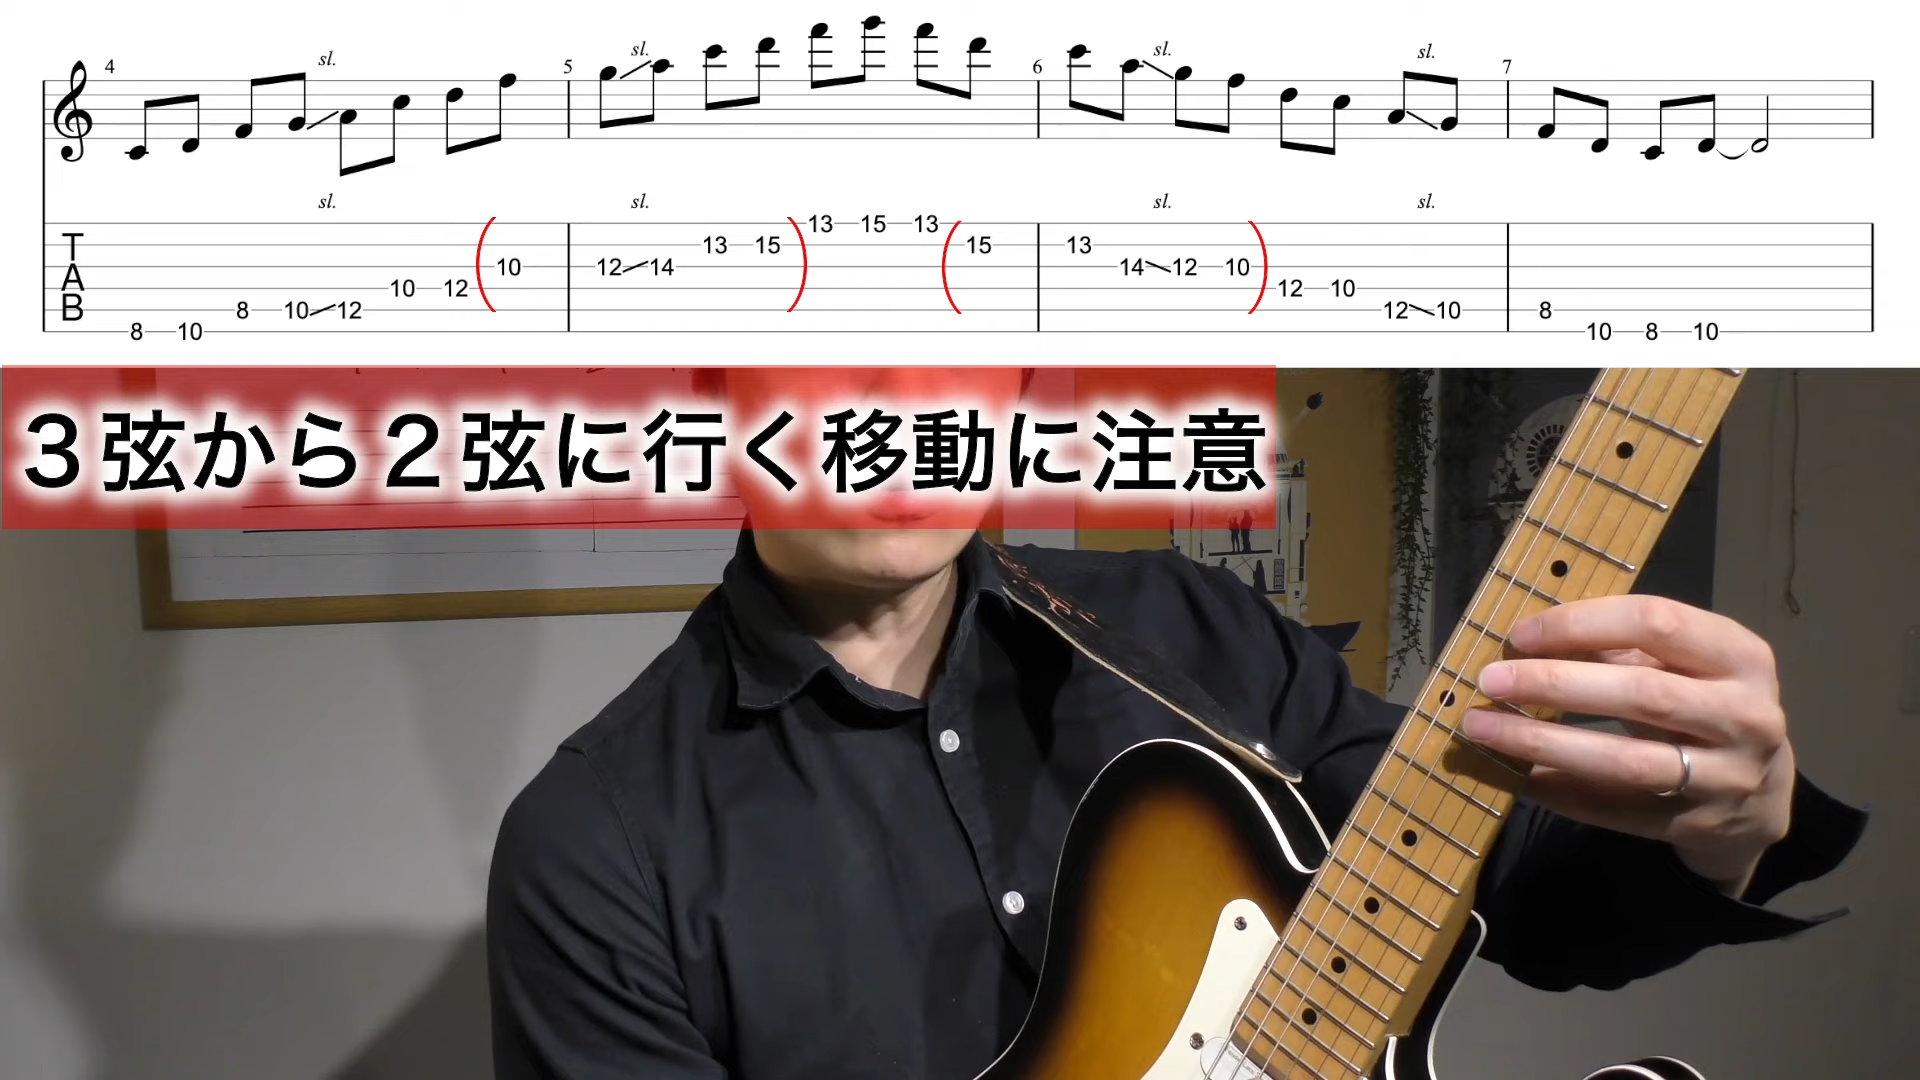 4 sl. 5 sl. 6 sl. sl. 7
sl. sl. sl. sl.
T A B
8 10 8 10 12 10 12 10 12 14 13 15 13 15 13 15 13 14 12 10 12 10 12 10 8 10 8 10
３弦から２弦に行く移動に注意